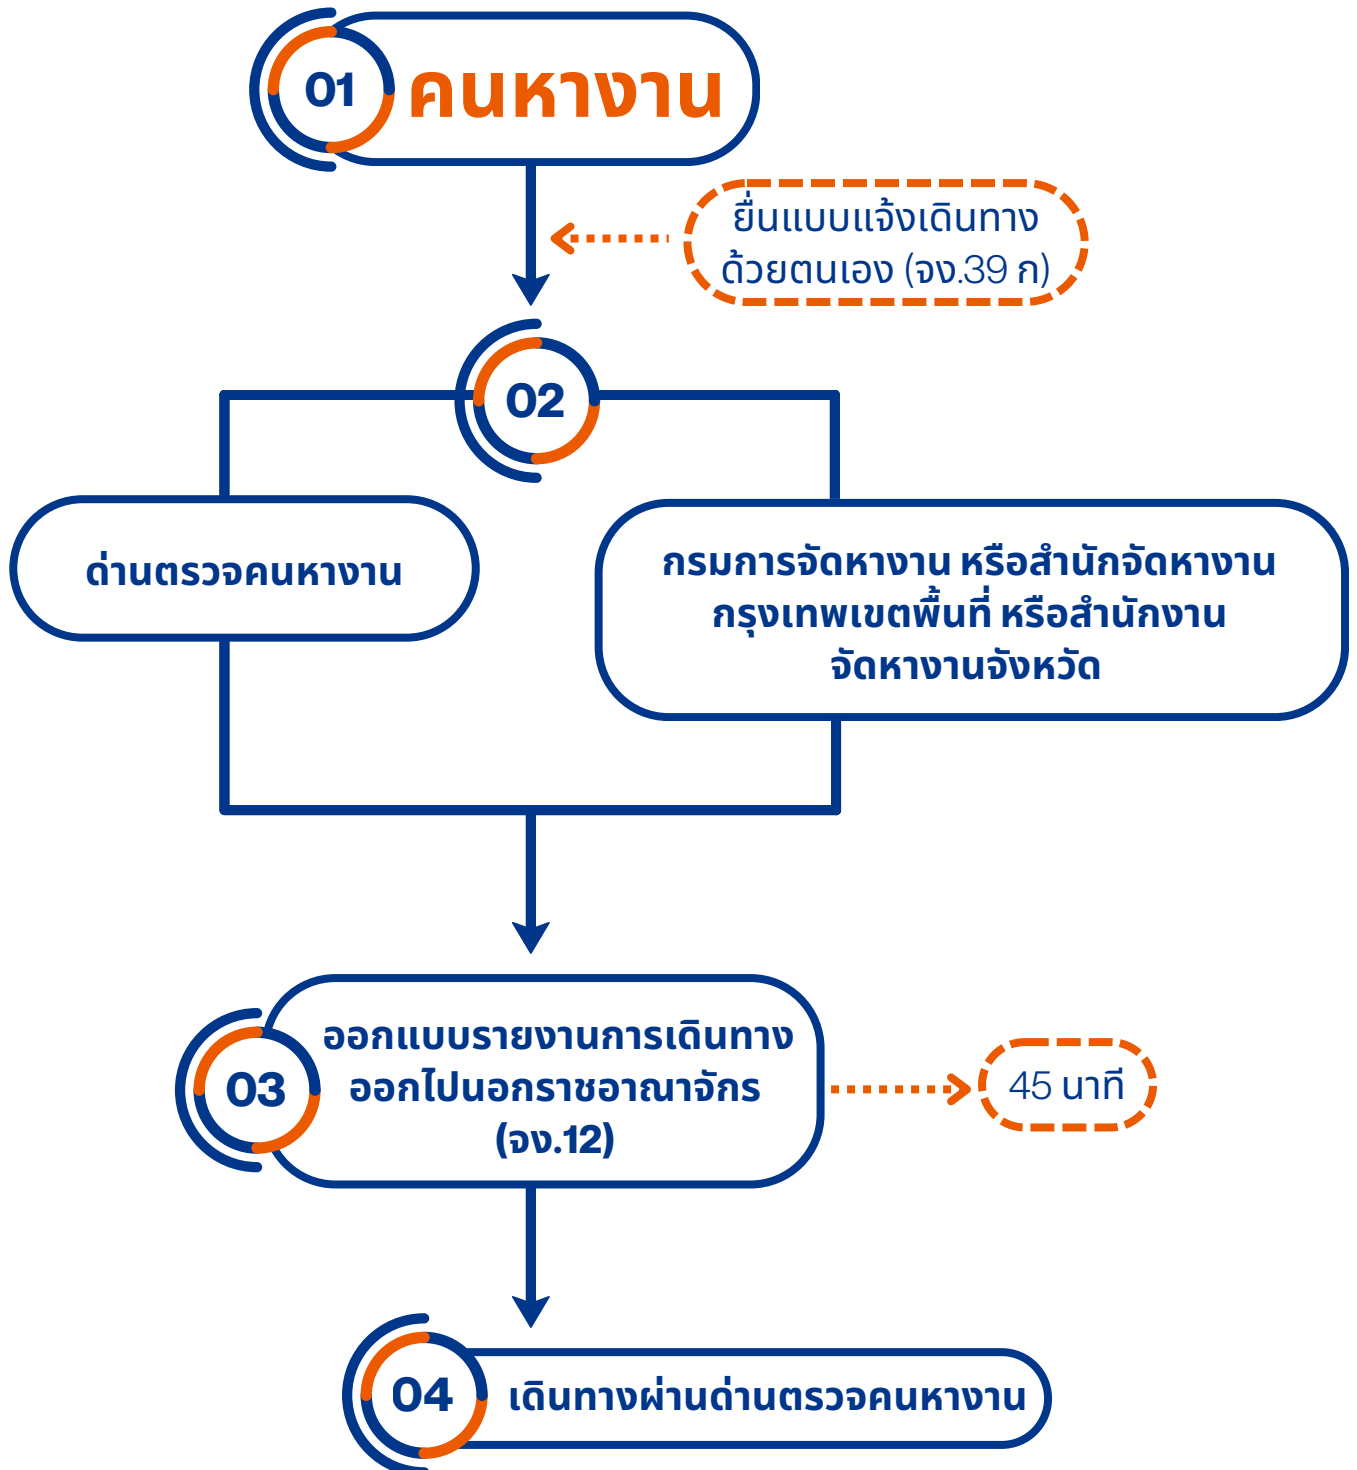 01
คนหางาน
ยื่นแบบแจ้งเดินทาง
ด้วยตนเอง (จง.39 ก)
02
ด่านตรวจคนหางาน
กรมการจัดหางาน หรือสำนักจัดหางาน
กรุงเทพเขตพื้นที่ หรือสำนักงาน
จัดหางานจังหวัด
03
ออกแบบรายงานการเดินทาง
ออกไปนอกราชอาณาจักร
(จง.12)
45 นาที
04
เดินทางผ่านด่านตรวจคนหางาน